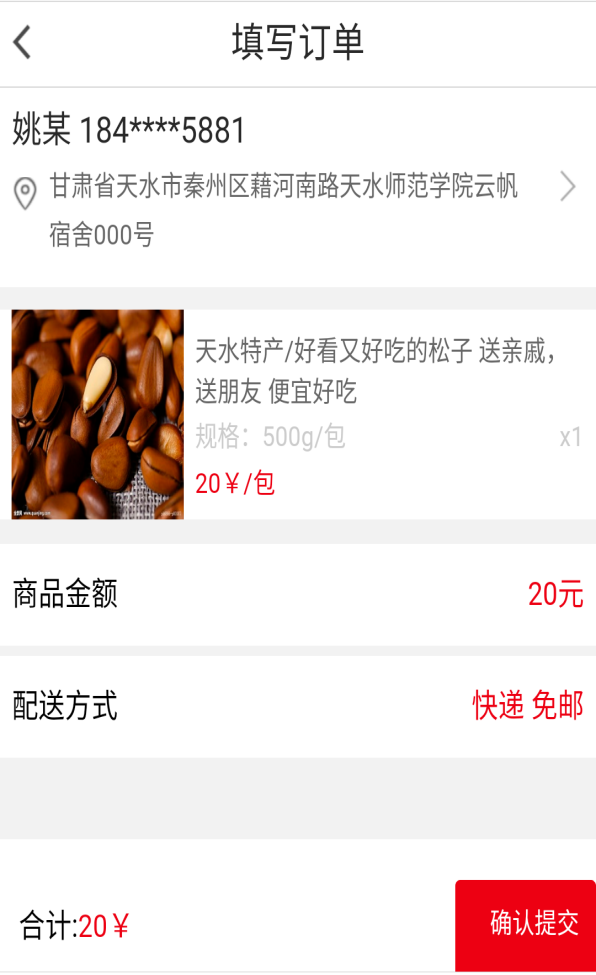 填写订单
姚某 184****5881
甘肃省天水市秦州区藉河南路天水师范学院云帆
宿舍000号
天水特产/好看又好吃的松子 送亲戚，
送朋友 便宜好吃
规格：500g/包
x1
20￥/包
商品金额
20元
配送方式
快递 免邮
合计:20￥
确认提交